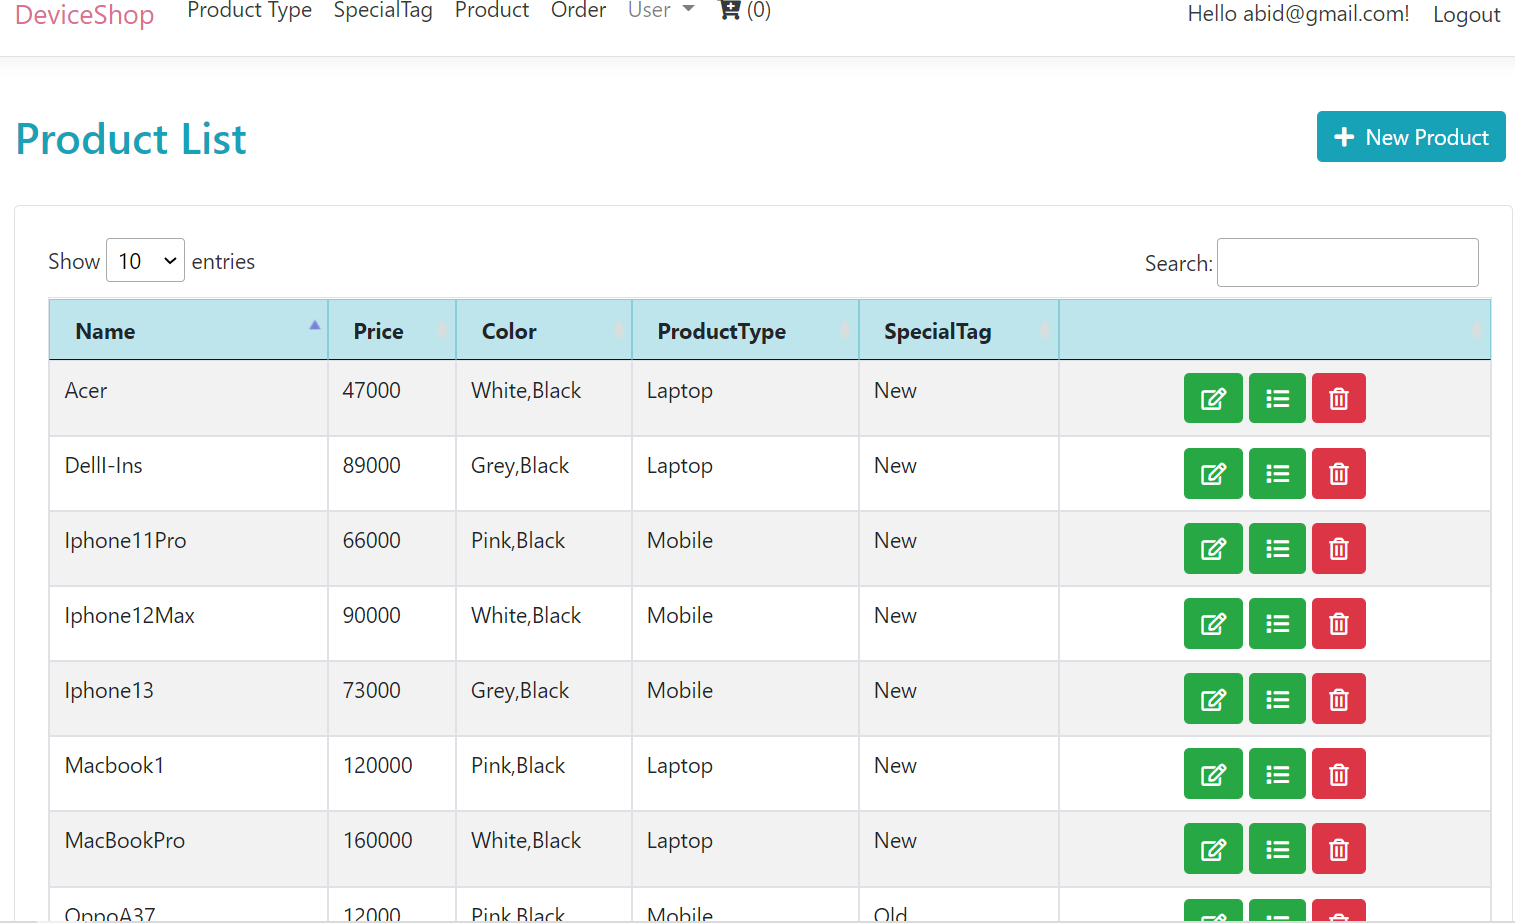 DeviceShop Product Type SpecialTag Product Order User (0) Hello abid@gmail.com! Logout
Product List
New Product
Show 10 entries Search:
Name Price Color ProductType SpecialTag
Acer 47000 White,Black Laptop New
DellI-Ins 89000 Grey,Black Laptop New
Iphone11Pro 66000 Pink,Black Mobile New
Iphone12Max 90000 White,Black Mobile New
Iphone13 73000 Grey,Black Mobile New
Macbook1 120000 Pink,Black Laptop New
MacBookPro 160000 White,Black Laptop New
OppoA37 12000 Pink,Black Mobile Old